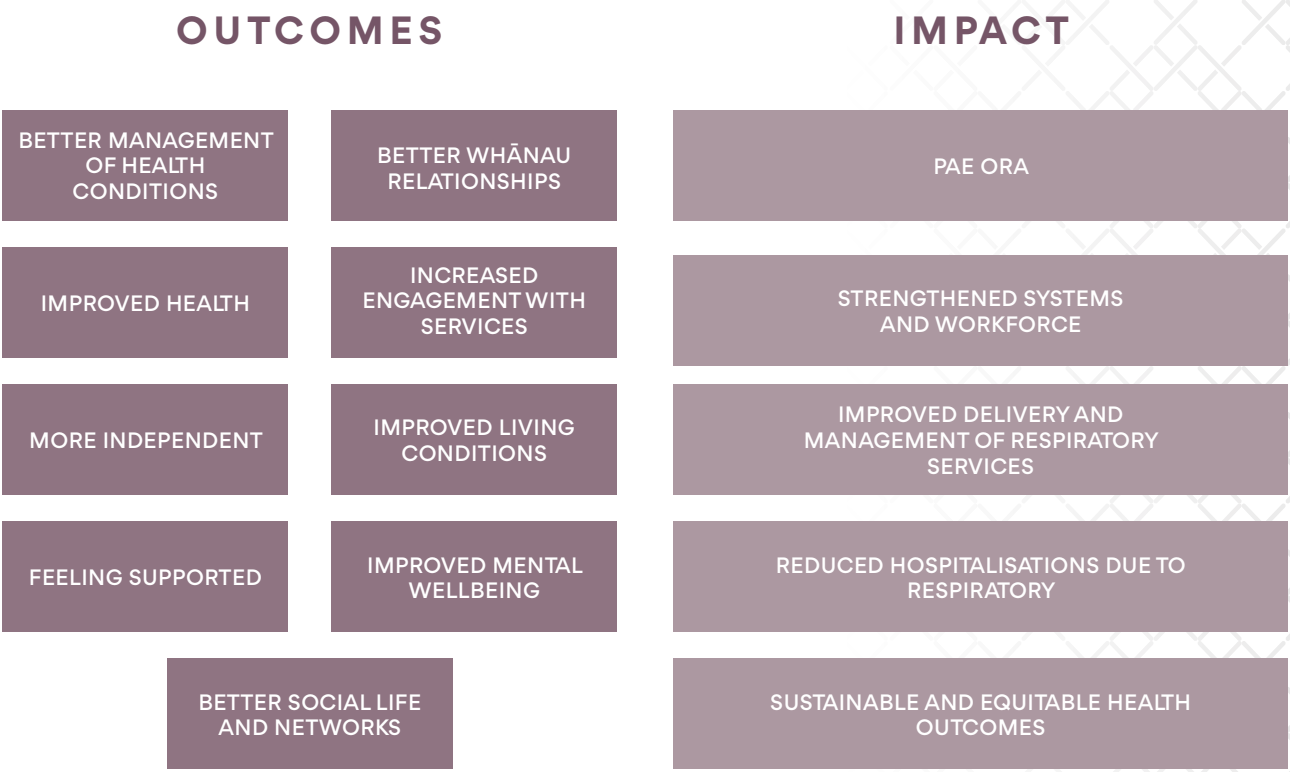 OUTCOMES
BETTER MANAGEMENT
OF HEALTH
CONDITIONS
BETTER WHĀNAU
RELATIONSHIPS
IMPROVED HEALTH
INCREASED
ENGAGEMENT WITH
SERVICES
MORE INDEPENDENT
IMPROVED LIVING
CONDITIONS
FEELING SUPPORTED
IMPROVED MENTAL
WELLBEING
BETTER SOCIAL LIFE
AND NETWORKS
IMPACT
PAE ORA
STRENGTHENED SYSTEMS
AND WORKFORCE
IMPROVED DELIVERY AND
MANAGEMENT OF RESPIRATORY
SERVICES
REDUCED HOSPITALISATIONS DUE TO
RESPIRATORY
SUSTAINABLE AND EQUITABLE HEALTH
OUTCOMES